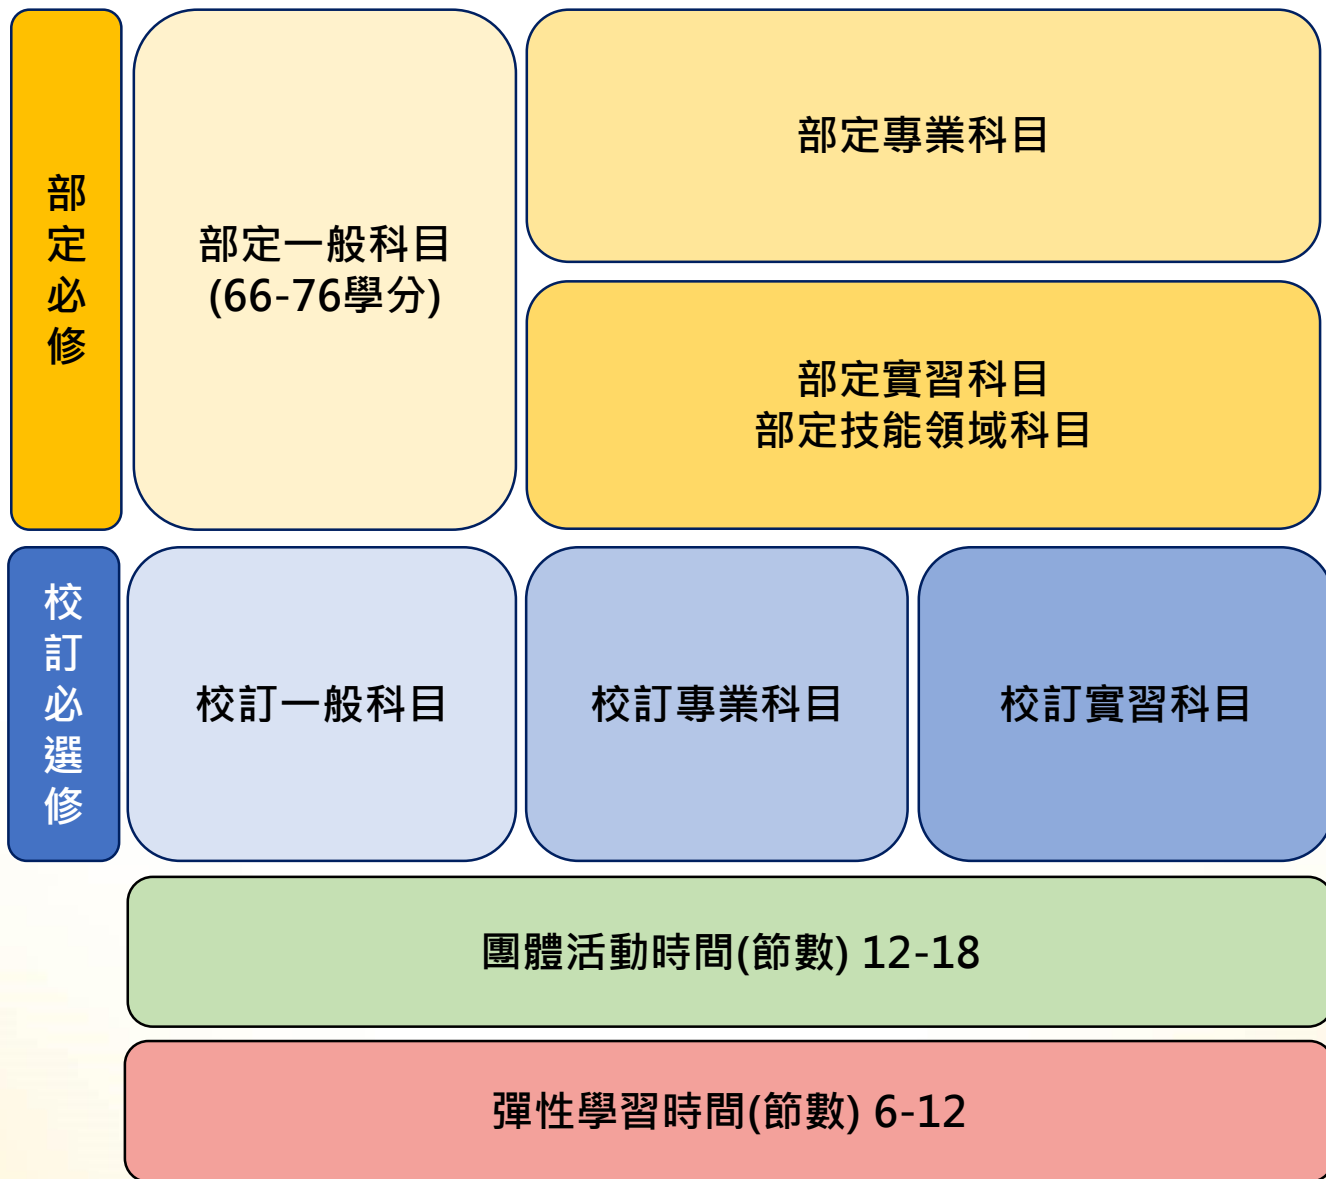 部定必修
部定一般科目
(66-76學分)
部定專業科目
部定實習科目
部定技能領域科目
校訂必選修
校訂一般科目
校訂專業科目
校訂實習科目
團體活動時間(節數) 12-18
彈性學習時間(節數) 6-12